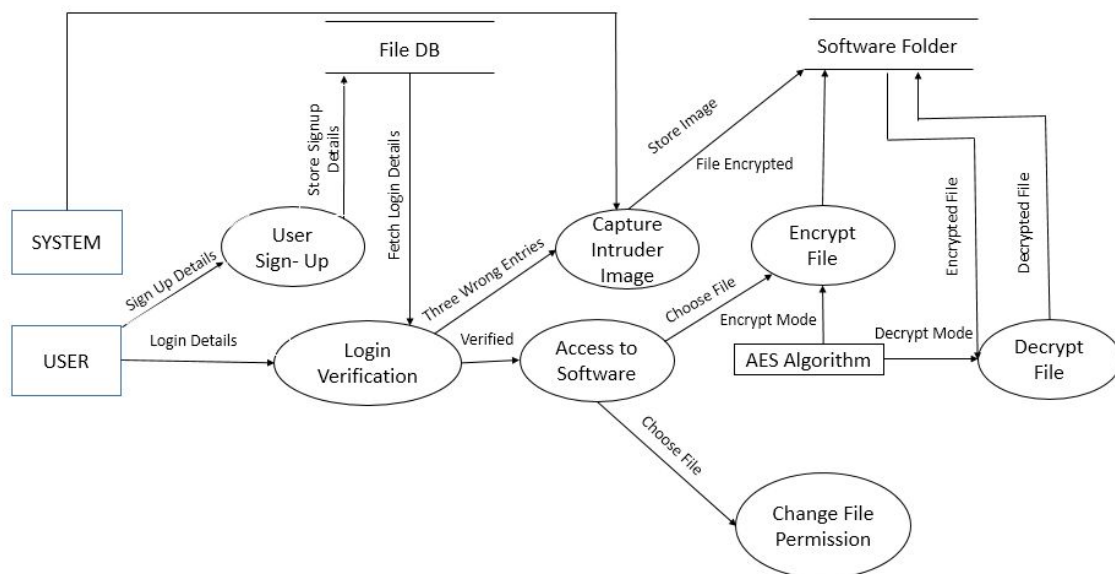 File DB
Software Folder
Store Signup
Details
Fetch Login Details
Store Image
File Encrypted
Encrypted File
Decrypted File
SYSTEM
User
Sign- Up
Capture
Intruder
Image
Encrypt
File
Sign Up Details
Three Wrong Entries
Choose File
Encrypt Mode
Decrypt Mode
USER
Login Details
Login
Verification
Verified
Access to
Software
AES Algorithm
Decrypt
File
Choose File
Change File
Permission